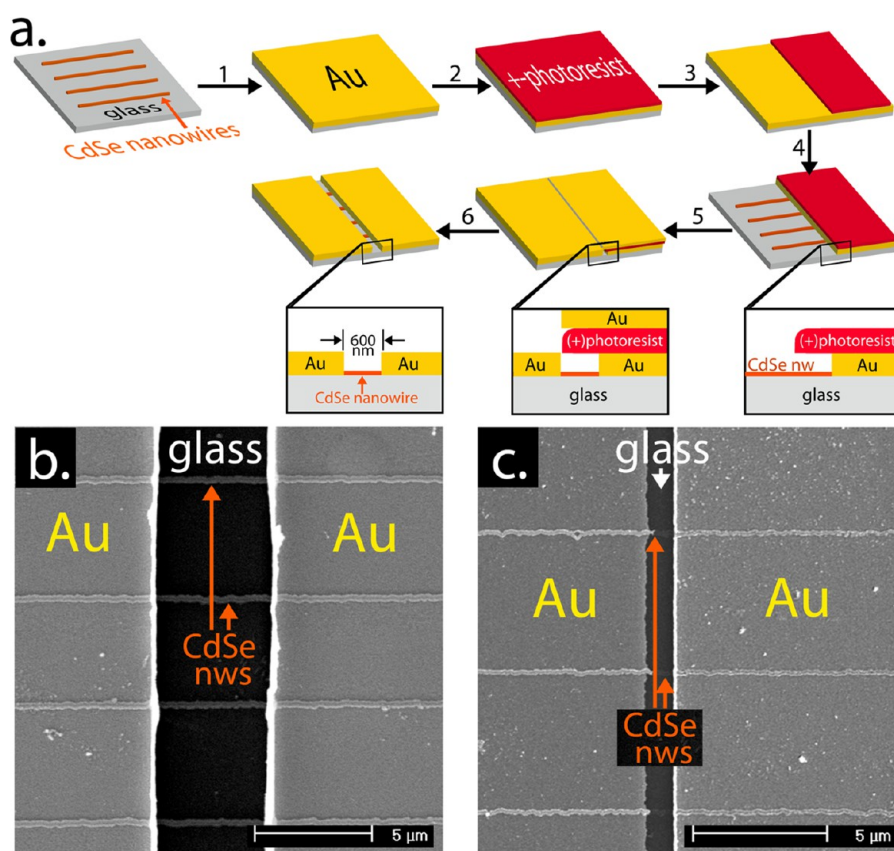 a.
glass
CdSe nanowires
1
Au
2
+-photoresist
3
4
5
6
600
nm
Au
Au
CdSe nanowire
Au
(+)photoresist
Au
Au
glass
(+)photoresist
CdSe nw
Au
glass
b.
glass
Au
Au
CdSe
nws
5 μm
c.
glass
Au
Au
CdSe
nws
5 μm